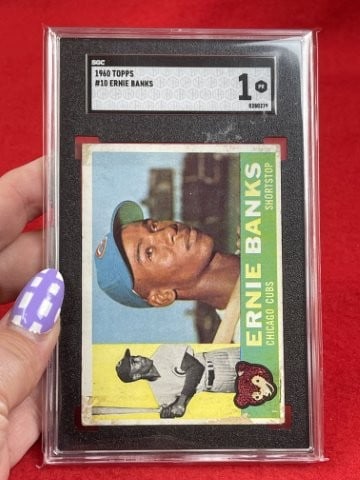 SGC
1960 TOPPS
#10 ERNIE BANKS
1
PR
ERNIE BANKS
CHICAGO CUBS
SHORTSTOP